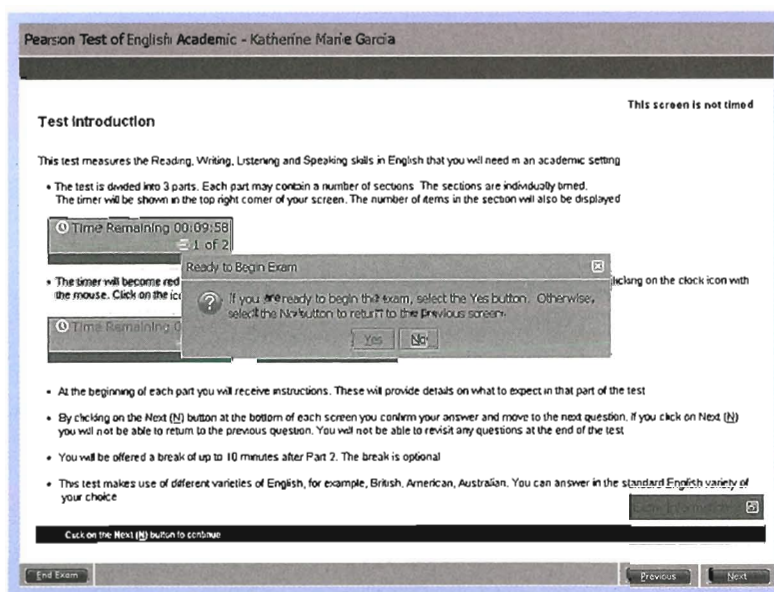 Pearson Test of English Academic - Katherine Marie Garcia
This screen is not timed
Test Introduction
This test measures the Reading, Writing, Listening and Speaking skills in English that you will need in an academic setting
• The test is divided into 3 parts. Each part may contain a number of sections The sections are individually timed.
The timer will be shown in the top right corner of your screen. The number of items in the section will also be displayed
Time Remaining 00:09:58
1 of 2
Ready to Begin Exam
• The timer will become red
clicking on the clock icon with
the mouse. Click on the
If you are ready to begin this exam, select the Yes button. Otherwise,
select the No button to return to the previous screen.
Time Remaining 0
Yes No
• At the beginning of each part you will receive instructions. These will provide details on what to expect in that part of the test
• By clicking on the Next (N) button at the bottom of each screen you confirm your answer and move to the next question. If you click on Next (N)
you will not be able to return to the previous question. You will not be able to revisit any questions at the end of the test
• You will be offered a break of up to 10 minutes after Part 2. The break is optional
• This test makes use of different varieties of English, for example, British, American, Australian. You can answer in the standard English variety of
your choice
Click on the Next (N) button to continue
End Exam
Previous Next